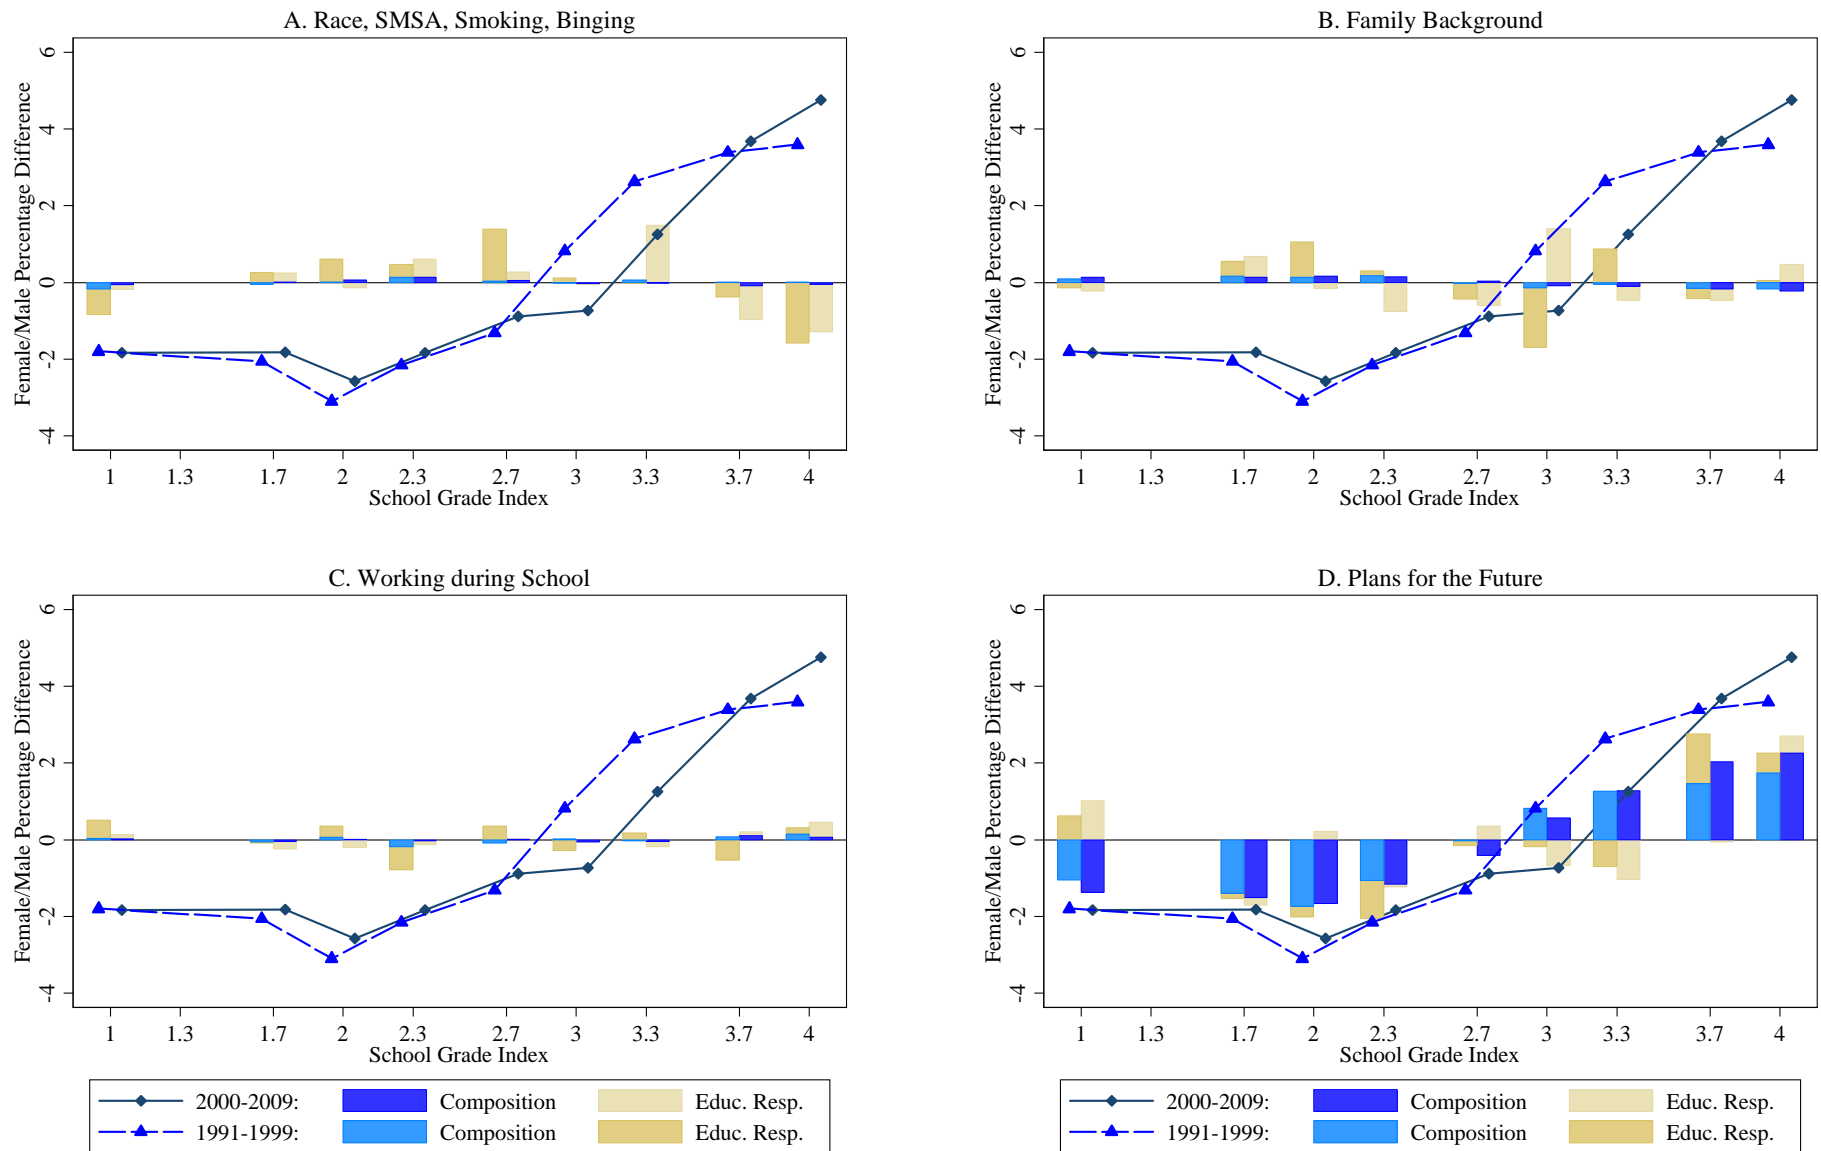 A. Race, SMSA, Smoking, Binging
Female/Male Percentage Difference
6
4
2
0
-2
-4
1 1.3 1.7 2 2.3 2.7 3 3.3 3.7 4
School Grade Index
B. Family Background
Female/Male Percentage Difference
6
4
2
0
-2
-4
1 1.3 1.7 2 2.3 2.7 3 3.3 3.7 4
School Grade Index
C. Working during School
Female/Male Percentage Difference
6
4
2
0
-2
-4
1 1.3 1.7 2 2.3 2.7 3 3.3 3.7 4
School Grade Index
2000-2009: Composition Educ. Resp.
1991-1999: Composition Educ. Resp.
D. Plans for the Future
Female/Male Percentage Difference
6
4
2
0
-2
-4
1 1.3 1.7 2 2.3 2.7 3 3.3 3.7 4
School Grade Index
2000-2009: Composition Educ. Resp.
1991-1999: Composition Educ. Resp.